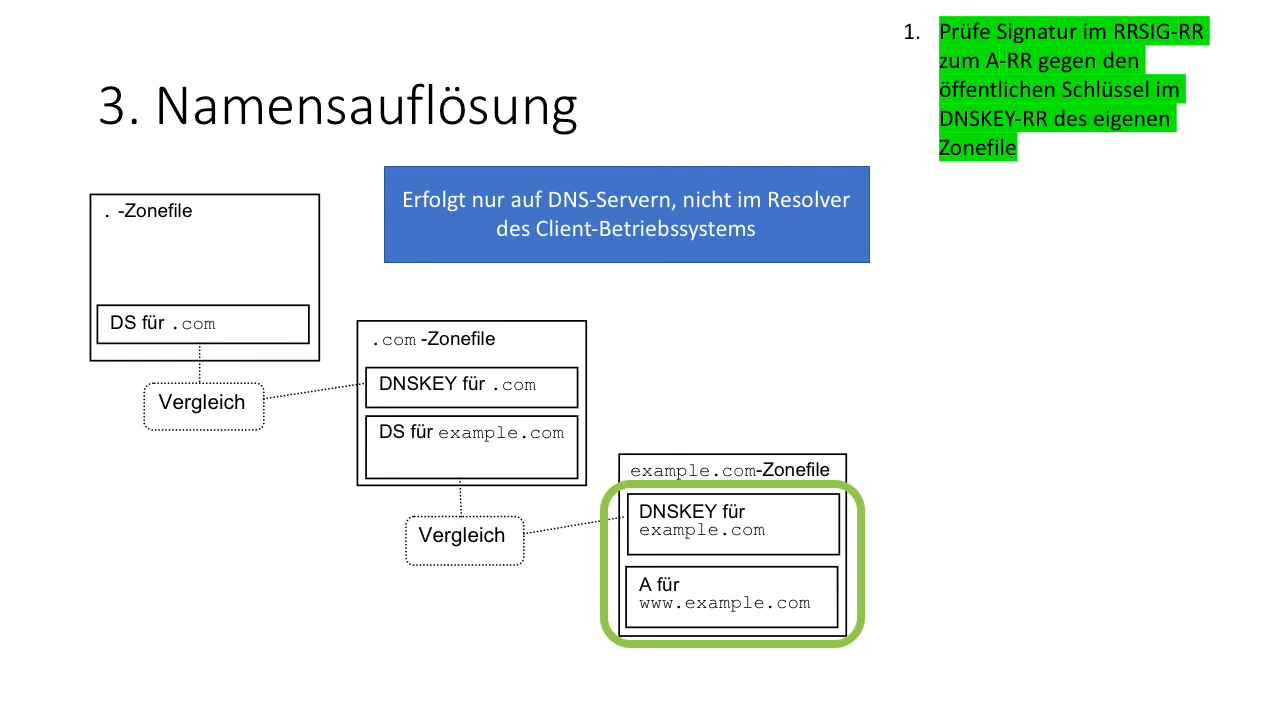 1. Prüfe Signatur im RRSIG-RR
zum A-RR gegen den
öffentlichen Schlüssel im
DNSKEY-RR des eigenen
Zonefile
3. Namensauflösung
Erfolgt nur auf DNS-Servern, nicht im Resolver
des Client-Betriebssystems
. -Zonefile
DS für .com
Vergleich
.com -Zonefile
DNSKEY für .com
DS für example.com
Vergleich
example.com-Zonefile
DNSKEY für
example.com
A für
www.example.com